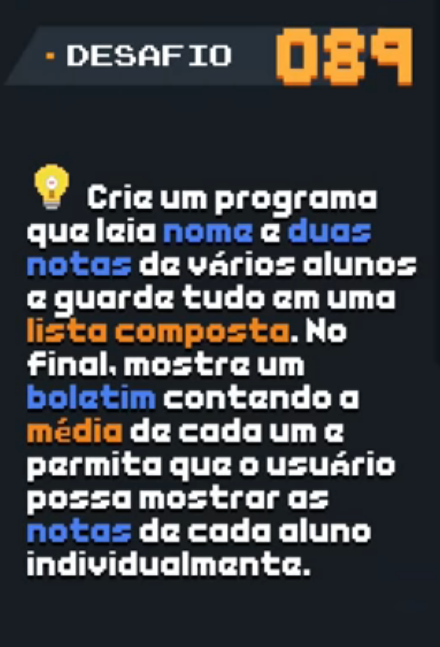 DESAFIO 089
Crie um programa
que leia nome e duas
notas de vários alunos
e guarde tudo em uma
lista composta. No
final, mostre um
boletim contendo a
média de cada um e
permita que o usuário
possa mostrar as
notas de cada aluno
individualmente.